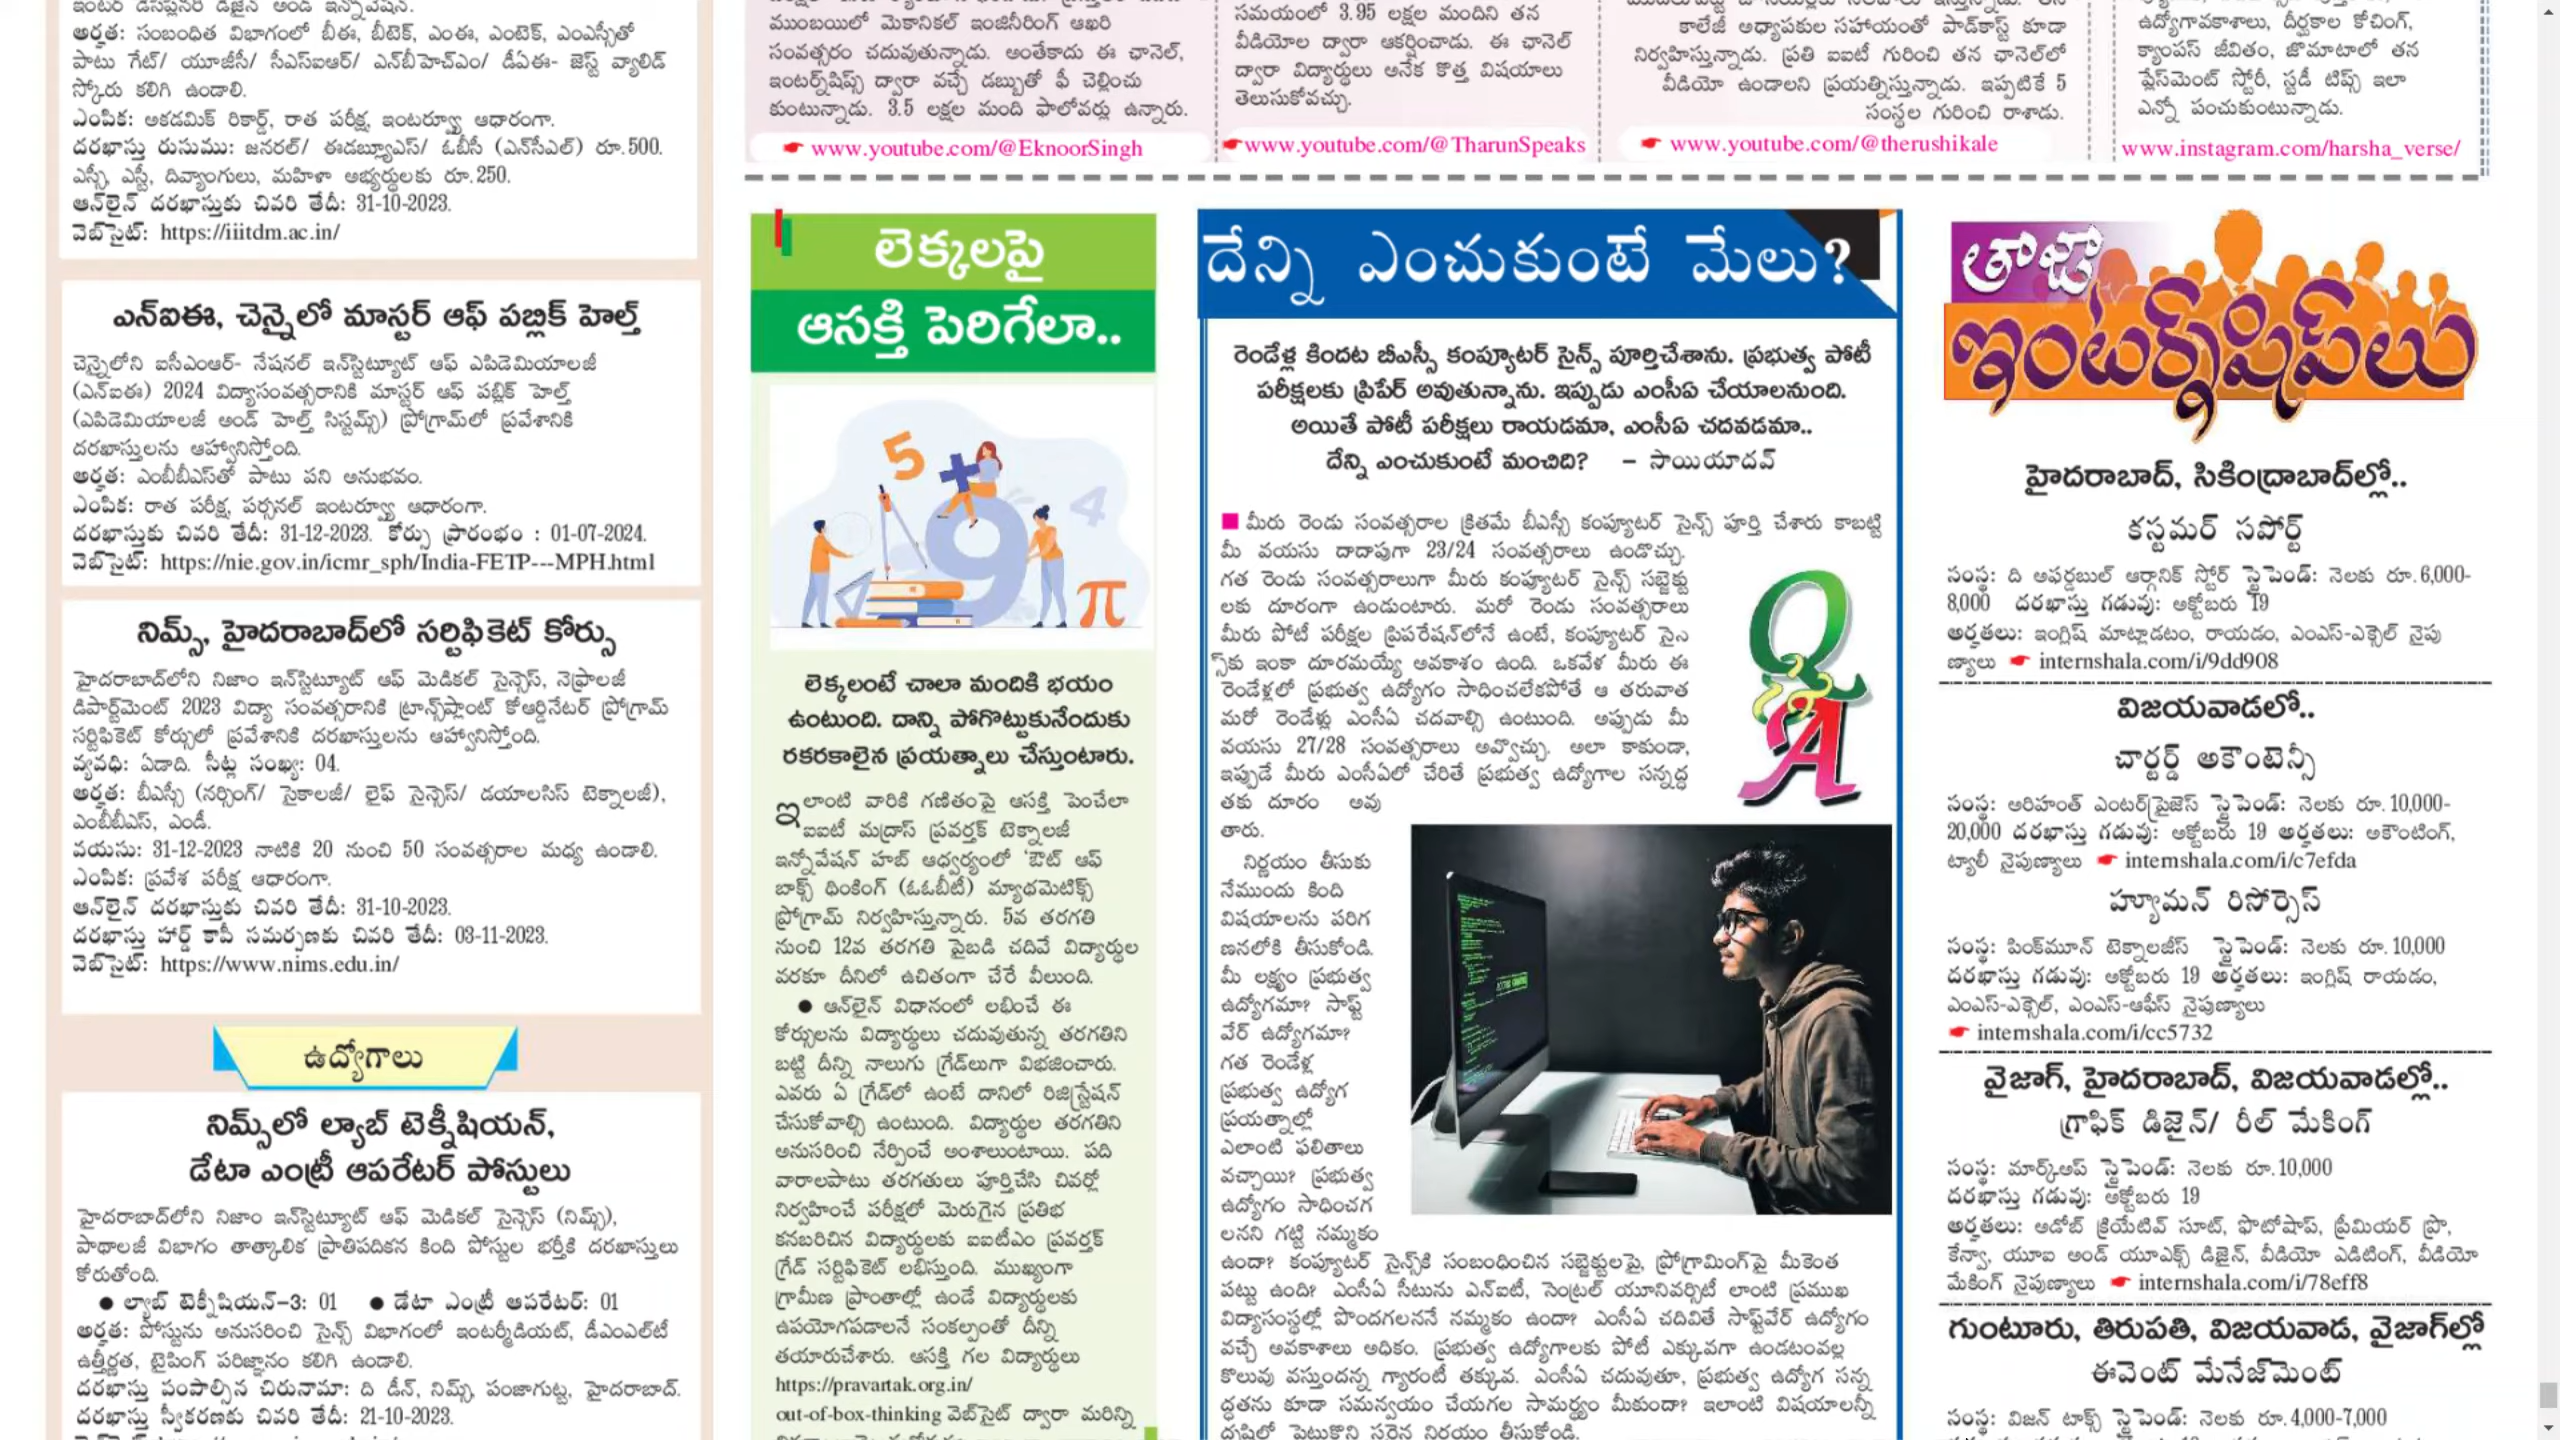 ఇంటర్ డిసిప్లినరీ డిజైన్ అండ్ ఇన్నోవేషన్.
అర్హత: సంబంధిత విభాగంలో బీఈ, బీటెక్, ఎంఈ, ఎంటెక్, ఎంఎస్సీతో
పాటు గేట్/ యూజీసీ/ సీఎస్ఐఆర్/ ఎన్‌బీహెచ్ఎం/ డీఏఈ- జెస్ట్ వ్యాలిడ్
స్కోరు కలిగి ఉండాలి.
ఎంపిక: అకడమిక్ రికార్డ్, రాత పరీక్ష, ఇంటర్వ్యూ ఆధారంగా.
దరఖాస్తు రుసుము: జనరల్/ ఈడబ్ల్యూఎస్/ ఓబీసీ (ఎన్‌సీఎల్) రూ.500.
ఎస్సీ, ఎస్టీ, దివ్యాంగులు, మహిళా అభ్యర్థులకు రూ.250.
ఆన్‌లైన్ దరఖాస్తుకు చివరి తేదీ: 31-10-2023.
వెబ్‌సైట్: https://iiitdm.ac.in/
ఎన్ఐఈ, చెన్నైలో మాస్టర్ ఆఫ్ పబ్లిక్ హెల్త్
చెన్నైలోని ఐసీఎంఆర్- నేషనల్ ఇన్‌స్టిట్యూట్ ఆఫ్ ఎపిడెమియాలజీ
(ఎన్ఐఈ) 2024 విద్యాసంవత్సరానికి మాస్టర్ ఆఫ్ పబ్లిక్ హెల్త్
(ఎపిడెమియాలజీ అండ్ హెల్త్ సిస్టమ్స్) ప్రోగ్రామ్‌లో ప్రవేశానికి
దరఖాస్తులను ఆహ్వానిస్తోంది.
అర్హత: ఎంబీబీఎస్‌తో పాటు పని అనుభవం.
ఎంపిక: రాత పరీక్ష, పర్సనల్ ఇంటర్వ్యూ ఆధారంగా.
దరఖాస్తుకు చివరి తేదీ: 31-12-2023. కోర్సు ప్రారంభం : 01-07-2024.
వెబ్‌సైట్: https://nie.gov.in/icmr_sph/India-FETP---MPH.html
నిమ్స్, హైదరాబాద్‌లో సర్టిఫికెట్ కోర్సు
హైదరాబాద్‌లోని నిజాం ఇన్‌స్టిట్యూట్ ఆఫ్ మెడికల్ సైన్సెస్, నెఫ్రాలజీ
డిపార్ట్‌మెంట్ 2023 విద్యా సంవత్సరానికి ట్రాన్స్‌ప్లాంట్ కోఆర్డినేటర్ ప్రోగ్రామ్
సర్టిఫికెట్ కోర్సులో ప్రవేశానికి దరఖాస్తులను ఆహ్వానిస్తోంది.
వ్యవధి: ఏడాది. సీట్ల సంఖ్య: 04.
అర్హత: బీఎస్సీ (నర్సింగ్/ సైకాలజీ/ లైఫ్ సైన్సెస్/ డయాలసిస్ టెక్నాలజీ),
ఎంబీబీఎస్, ఎండీ.
వయసు: 31-12-2023 నాటికి 20 నుంచి 50 సంవత్సరాల మధ్య ఉండాలి.
ఎంపిక: ప్రవేశ పరీక్ష ఆధారంగా.
ఆన్‌లైన్ దరఖాస్తుకు చివరి తేదీ: 31-10-2023.
దరఖాస్తు హార్డ్ కాపీ సమర్పణకు చివరి తేదీ: 03-11-2023.
వెబ్‌సైట్: https://www.nims.edu.in/
ఉద్యోగాలు
నిమ్స్‌లో ల్యాబ్ టెక్నీషియన్,
డేటా ఎంట్రీ ఆపరేటర్ పోస్టులు
హైదరాబాద్‌లోని నిజాం ఇన్‌స్టిట్యూట్ ఆఫ్ మెడికల్ సైన్సెస్ (నిమ్స్),
పాథాలజీ విభాగం తాత్కాలిక ప్రాతిపదికన కింది పోస్టుల భర్తీకి దరఖాస్తులు
కోరుతోంది.
● ల్యాబ్ టెక్నీషియన్-3: 01 ● డేటా ఎంట్రీ ఆపరేటర్: 01
అర్హత: పోస్టును అనుసరించి సైన్స్ విభాగంలో ఇంటర్మీడియట్, డీఎంఎల్‌టీ
ఉత్తీర్ణత, టైపింగ్ పరిజ్ఞానం కలిగి ఉండాలి.
దరఖాస్తు పంపాల్సిన చిరునామా: ది డీన్, నిమ్స్, పంజాగుట్ట, హైదరాబాద్.
దరఖాస్తు స్వీకరణకు చివరి తేదీ: 21-10-2023.
ముంబయిలో మెకానికల్ ఇంజినీరింగ్ ఆఖరి
సంవత్సరం చదువుతున్నాడు. అంతేకాదు ఈ ఛానెల్,
ఇంటర్న్‌షిప్స్ ద్వారా వచ్చే డబ్బుతో ఫీ చెల్లించు
కుంటున్నాడు. 3.5 లక్షల మంది ఫాలోవర్లు ఉన్నారు.
www.youtube.com/@EknoorSingh
సమయంలో 3.95 లక్షల మందిని తన
వీడియోల ద్వారా ఆకర్షించాడు. ఈ ఛానెల్
ద్వారా విద్యార్థులు అనేక కొత్త విషయాలు
తెలుసుకోవచ్చు.
www.youtube.com/@TharunSpeaks
కాలేజీ అధ్యాపకుల సహాయంతో పాడ్‌కాస్ట్ కూడా
నిర్వహిస్తున్నాడు. ప్రతి ఐఐటీ గురించి తన ఛానెల్‌లో
వీడియో ఉండాలని ప్రయత్నిస్తున్నాడు. ఇప్పటికే 5
సంస్థల గురించి రాశాడు.
www.youtube.com/@therushikale
ఉద్యోగావకాశాలు, దీర్ఘకాల కోచింగ్,
క్యాంపస్ జీవితం, జొమాటాలో తన
ప్లేస్‌మెంట్ స్టోరీ, స్టడీ టిప్స్ ఇలా
ఎన్నో పంచుకుంటున్నాడు.
www.instagram.com/harsha_verse/
లెక్కలపై
ఆసక్తి పెరిగేలా..
5
4
9
π
లెక్కలంటే చాలా మందికి భయం
ఉంటుంది. దాన్ని పోగొట్టుకునేందుకు
రకరకాలైన ప్రయత్నాలు చేస్తుంటారు.
ఇలాంటి వారికి గణితంపై ఆసక్తి పెంచేలా
ఐఐటీ మద్రాస్ ప్రవర్తక్ టెక్నాలజీ
ఇన్నోవేషన్ హబ్ ఆధ్వర్యంలో 'ఔట్ ఆఫ్
బాక్స్ థింకింగ్ (ఓఓబీటీ) మ్యాథమెటిక్స్
ప్రోగ్రామ్ నిర్వహిస్తున్నారు. 5వ తరగతి
నుంచి 12వ తరగతి పైబడి చదివే విద్యార్థుల
వరకూ దీనిలో ఉచితంగా చేరే వీలుంది.
● ఆన్‌లైన్ విధానంలో లభించే ఈ
కోర్సులను విద్యార్థులు చదువుతున్న తరగతిని
బట్టి దీన్ని నాలుగు గ్రేడ్‌లుగా విభజించారు.
ఎవరు ఏ గ్రేడ్‌లో ఉంటే దానిలో రిజిస్ట్రేషన్
చేసుకోవాల్సి ఉంటుంది. విద్యార్థుల తరగతిని
అనుసరించి నేర్పించే అంశాలుంటాయి. పది
వారాలపాటు తరగతులు పూర్తిచేసి చివర్లో
నిర్వహించే పరీక్షలో మెరుగైన ప్రతిభ
కనబరిచిన విద్యార్థులకు ఐఐటీఎం ప్రవర్తక్
గ్రేడ్ సర్టిఫికెట్ లభిస్తుంది. ముఖ్యంగా
గ్రామీణ ప్రాంతాల్లో ఉండే విద్యార్థులకు
ఉపయోగపడాలనే సంకల్పంతో దీన్ని
తయారుచేశారు. ఆసక్తి గల విద్యార్థులు
https://pravartak.org.in/
out-of-box-thinking వెబ్‌సైట్ ద్వారా మరిన్ని
దేన్ని ఎంచుకుంటే మేలు?
రెండేళ్ల కిందట బీఎస్సీ కంప్యూటర్ సైన్స్ పూర్తిచేశాను. ప్రభుత్వ పోటీ
పరీక్షలకు ప్రిపేర్ అవుతున్నాను. ఇప్పుడు ఎంసీఏ చేయాలనుంది.
అయితే పోటీ పరీక్షలు రాయడమా, ఎంసీఏ చదవడమా..
దేన్ని ఎంచుకుంటే మంచిది? – సాయియాదవ్
■ మీరు రెండు సంవత్సరాల క్రితమే బీఎస్సీ కంప్యూటర్ సైన్స్ పూర్తి చేశారు కాబట్టి
మీ వయసు దాదాపుగా 23/24 సంవత్సరాలు ఉండొచ్చు.
గత రెండు సంవత్సరాలుగా మీరు కంప్యూటర్ సైన్స్ సబ్జెక్టు
లకు దూరంగా ఉండుంటారు. మరో రెండు సంవత్సరాలు
మీరు పోటీ పరీక్షల ప్రిపరేషన్‌లోనే ఉంటే, కంప్యూటర్ సైన
్స్‌కు ఇంకా దూరమయ్యే అవకాశం ఉంది. ఒకవేళ మీరు ఈ
రెండేళ్లలో ప్రభుత్వ ఉద్యోగం సాధించలేకపోతే ఆ తరువాత
మరో రెండేళ్లు ఎంసీఏ చదవాల్సి ఉంటుంది. అప్పుడు మీ
వయసు 27/28 సంవత్సరాలు అవ్వొచ్చు. అలా కాకుండా,
ఇప్పుడే మీరు ఎంసీఏలో చేరితే ప్రభుత్వ ఉద్యోగాల సన్నద్ధ
తకు దూరం అవు
తారు.
Q&A
నిర్ణయం తీసుకు
నేముందు కింది
విషయాలను పరిగ
ణనలోకి తీసుకోండి.
మీ లక్ష్యం ప్రభుత్వ
ఉద్యోగమా? సాఫ్ట్
వేర్ ఉద్యోగమా?
గత రెండేళ్ల
ప్రభుత్వ ఉద్యోగ
ప్రయత్నాల్లో
ఎలాంటి ఫలితాలు
వచ్చాయి? ప్రభుత్వ
ఉద్యోగం సాధించగ
లనని గట్టి నమ్మకం
ఉందా? కంప్యూటర్ సైన్స్‌కి సంబంధించిన సబ్జెక్టులపై, ప్రోగ్రామింగ్‌పై మీకెంత
పట్టు ఉంది? ఎంసీఏ సీటును ఎన్ఐటీ, సెంట్రల్ యూనివర్సిటీ లాంటి ప్రముఖ
విద్యాసంస్థల్లో పొందగలననే నమ్మకం ఉందా? ఎంసీఏ చదివితే సాఫ్ట్‌వేర్ ఉద్యోగం
వచ్చే అవకాశాలు అధికం. ప్రభుత్వ ఉద్యోగాలకు పోటీ ఎక్కువగా ఉండటంవల్ల
కొలువు వస్తుందన్న గ్యారంటీ తక్కువ. ఎంసీఏ చదువుతూ, ప్రభుత్వ ఉద్యోగ సన్న
ద్ధతను కూడా సమన్వయం చేయగల సామర్థ్యం మీకుందా? ఇలాంటి విషయాలన్నీ
దృష్టిలో పెట్టుకొని సరైన నిర్ణయం తీసుకోండి.
తాజా
ఇంటర్న్‌షిప్‌లు
హైదరాబాద్, సికింద్రాబాద్‌ల్లో..
కస్టమర్ సపోర్ట్
సంస్థ: ది అఫర్డబుల్ ఆర్గానిక్ స్టోర్ స్టైపెండ్: నెలకు రూ.6,000-
8,000 దరఖాస్తు గడువు: అక్టోబరు 19
అర్హతలు: ఇంగ్లిష్ మాట్లాడటం, రాయడం, ఎంఎస్-ఎక్సెల్ నైపు
ణ్యాలు internshala.com/i/9dd908
విజయవాడలో..
చార్టర్డ్ అకౌంటెన్సీ
సంస్థ: అరిహంత్ ఎంటర్‌ప్రైజెస్ స్టైపెండ్: నెలకు రూ.10,000-
20,000 దరఖాస్తు గడువు: అక్టోబరు 19 అర్హతలు: అకౌంటింగ్,
ట్యాలీ నైపుణ్యాలు internshala.com/i/c7efda
హ్యూమన్ రిసోర్సెస్
సంస్థ: పింక్‌మూన్ టెక్నాలజీస్ స్టైపెండ్: నెలకు రూ.10,000
దరఖాస్తు గడువు: అక్టోబరు 19 అర్హతలు: ఇంగ్లిష్ రాయడం,
ఎంఎస్-ఎక్సెల్, ఎంఎస్-ఆఫీస్ నైపుణ్యాలు
internshala.com/i/cc5732
వైజాగ్, హైదరాబాద్, విజయవాడల్లో..
గ్రాఫిక్ డిజైన్/ రీల్ మేకింగ్
సంస్థ: మార్క్‌అప్ స్టైపెండ్: నెలకు రూ.10,000
దరఖాస్తు గడువు: అక్టోబరు 19
అర్హతలు: అడోబ్ క్రియేటివ్ సూట్, ఫొటోషాప్, ప్రీమియర్ ప్రొ,
కేన్వా, యూఐ అండ్ యూఎక్స్ డిజైన్, వీడియో ఎడిటింగ్, వీడియో
మేకింగ్ నైపుణ్యాలు internshala.com/i/78eff8
గుంటూరు, తిరుపతి, విజయవాడ, వైజాగ్‌ల్లో
ఈవెంట్ మేనేజ్‌మెంట్
సంస్థ: విజన్ టాక్స్ స్టైపెండ్: నెలకు రూ.4,000-7,000